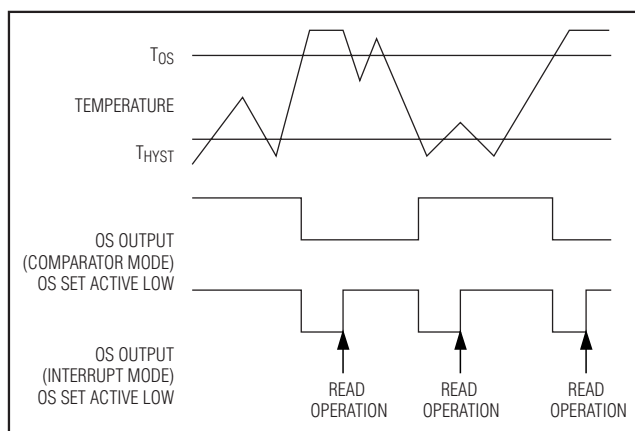 TOS
TEMPERATURE
THYST
OS OUTPUT
(COMPARATOR MODE)
OS SET ACTIVE LOW
OS OUTPUT
(INTERRUPT MODE)
OS SET ACTIVE LOW
READ
OPERATION
READ
OPERATION
READ
OPERATION